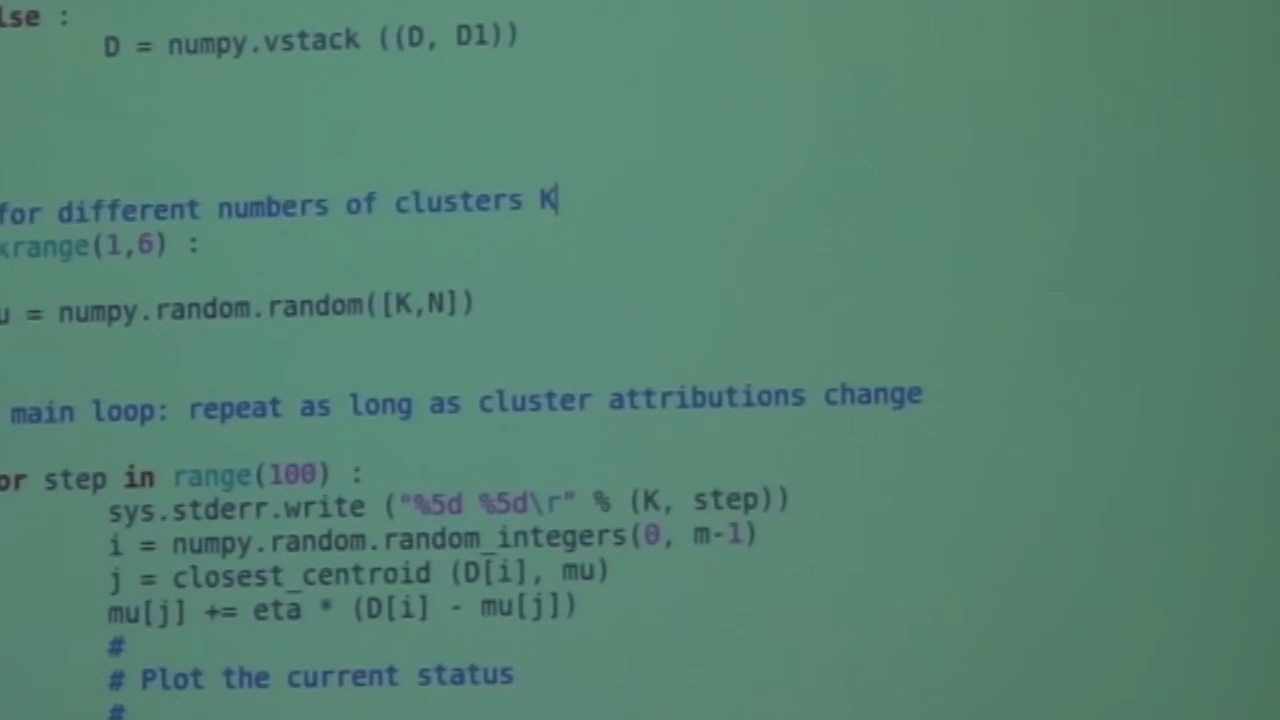 lse :
D = numpy.vstack ((D, D1))
for different numbers of clusters K
xrange(1,6) :
u = numpy.random.random([K,N])
main loop: repeat as long as cluster attributions change
or step in range(100) :
sys.stderr.write ("%5d %5d\r" % (K, step))
i = numpy.random.random_integers(0, m-1)
j = closest_centroid (D[i], mu)
mu[j] += eta * (D[i] - mu[j])
#
# Plot the current status
#